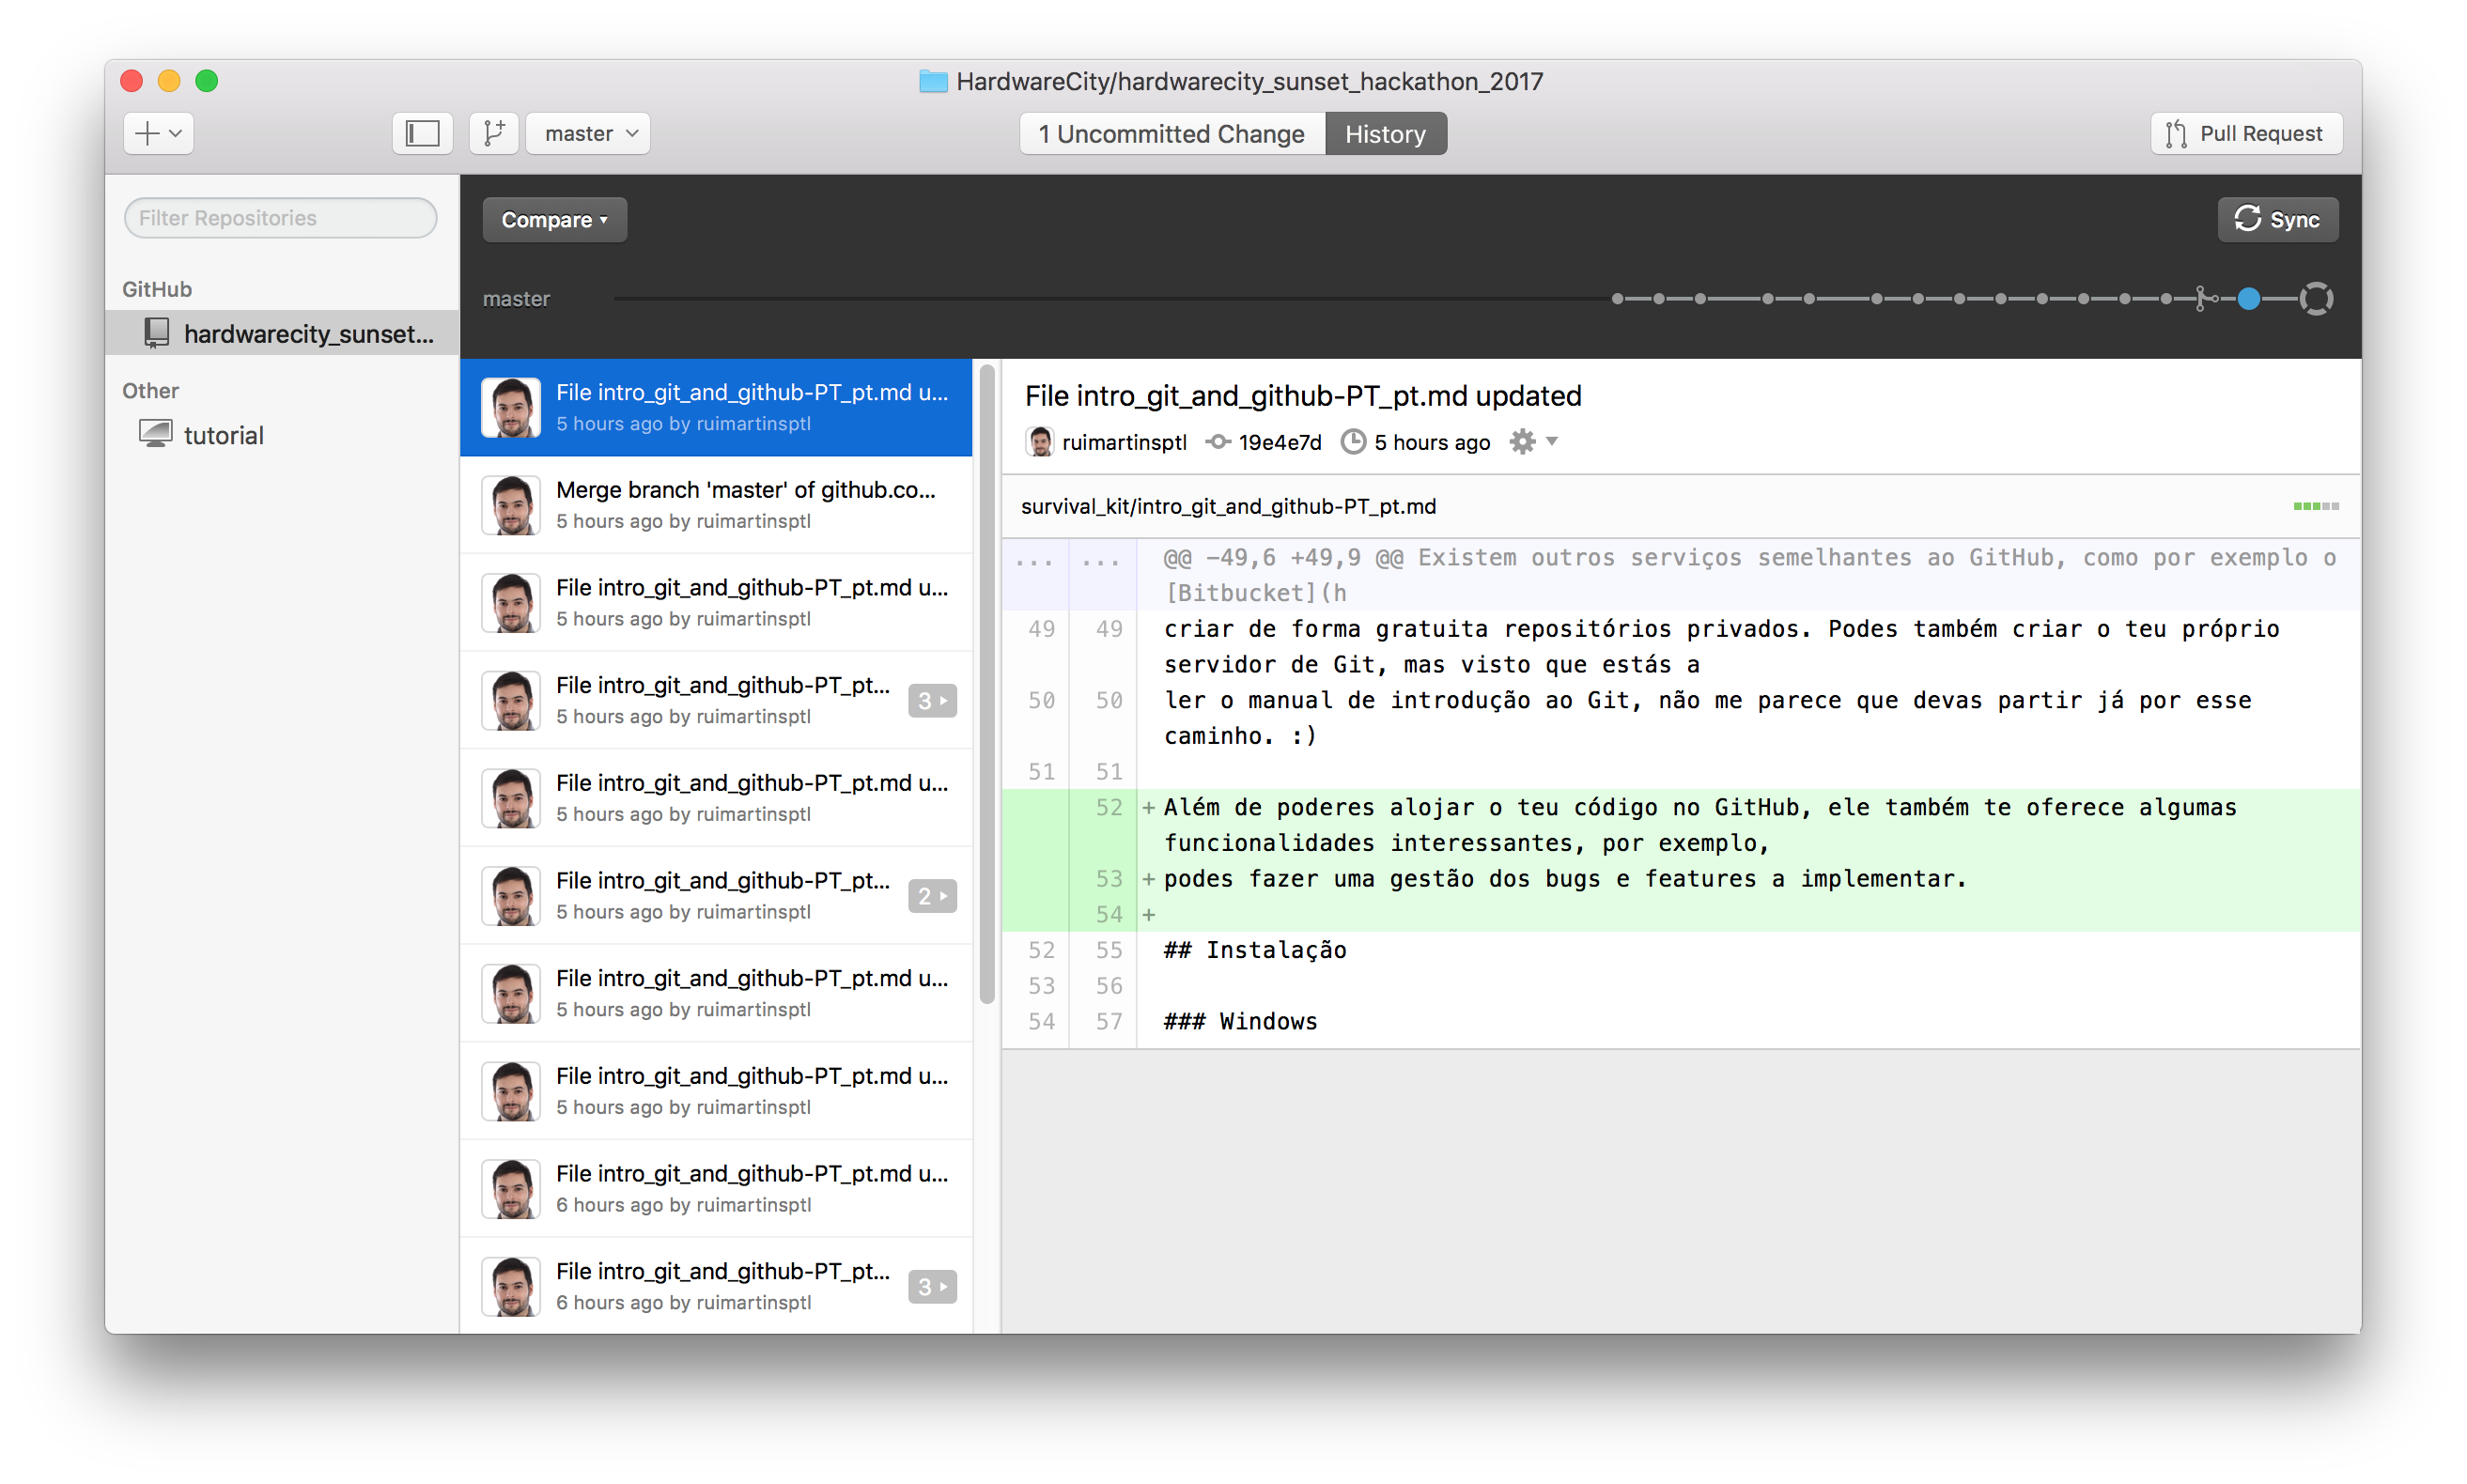 HardwareCity/hardwarecity_sunset_hackathon_2017
master
1 Uncommitted Change
History
Pull Request
Filter Repositories
GitHub
hardwarecity_sunset...
Other
tutorial
Compare
Sync
master
File intro_git_and_github-PT_pt.md u...
5 hours ago by ruimartinsptl
Merge branch 'master' of github.co...
5 hours ago by ruimartinsptl
File intro_git_and_github-PT_pt.md u...
5 hours ago by ruimartinsptl
File intro_git_and_github-PT_pt...
5 hours ago by ruimartinsptl
3
File intro_git_and_github-PT_pt.md u...
5 hours ago by ruimartinsptl
File intro_git_and_github-PT_pt...
5 hours ago by ruimartinsptl
2
File intro_git_and_github-PT_pt.md u...
5 hours ago by ruimartinsptl
File intro_git_and_github-PT_pt.md u...
5 hours ago by ruimartinsptl
File intro_git_and_github-PT_pt.md u...
6 hours ago by ruimartinsptl
File intro_git_and_github-PT_pt...
6 hours ago by ruimartinsptl
3
File intro_git_and_github-PT_pt.md updated
ruimartinsptl 19e4e7d 5 hours ago
survival_kit/intro_git_and_github-PT_pt.md
... ... @@ -49,6 +49,9 @@ Existem outros serviços semelhantes ao GitHub, como por exemplo o
[Bitbucket](h
49 49 criar de forma gratuita repositórios privados. Podes também criar o teu próprio
servidor de Git, mas visto que estás a
50 50 ler o manual de introdução ao Git, não me parece que devas partir já por esse
caminho. :)
51 51
52 + Além de poderes alojar o teu código no GitHub, ele também te oferece algumas
funcionalidades interessantes, por exemplo,
53 + podes fazer uma gestão dos bugs e features a implementar.
54 +
52 55 ## Instalação
53 56
54 57 ### Windows